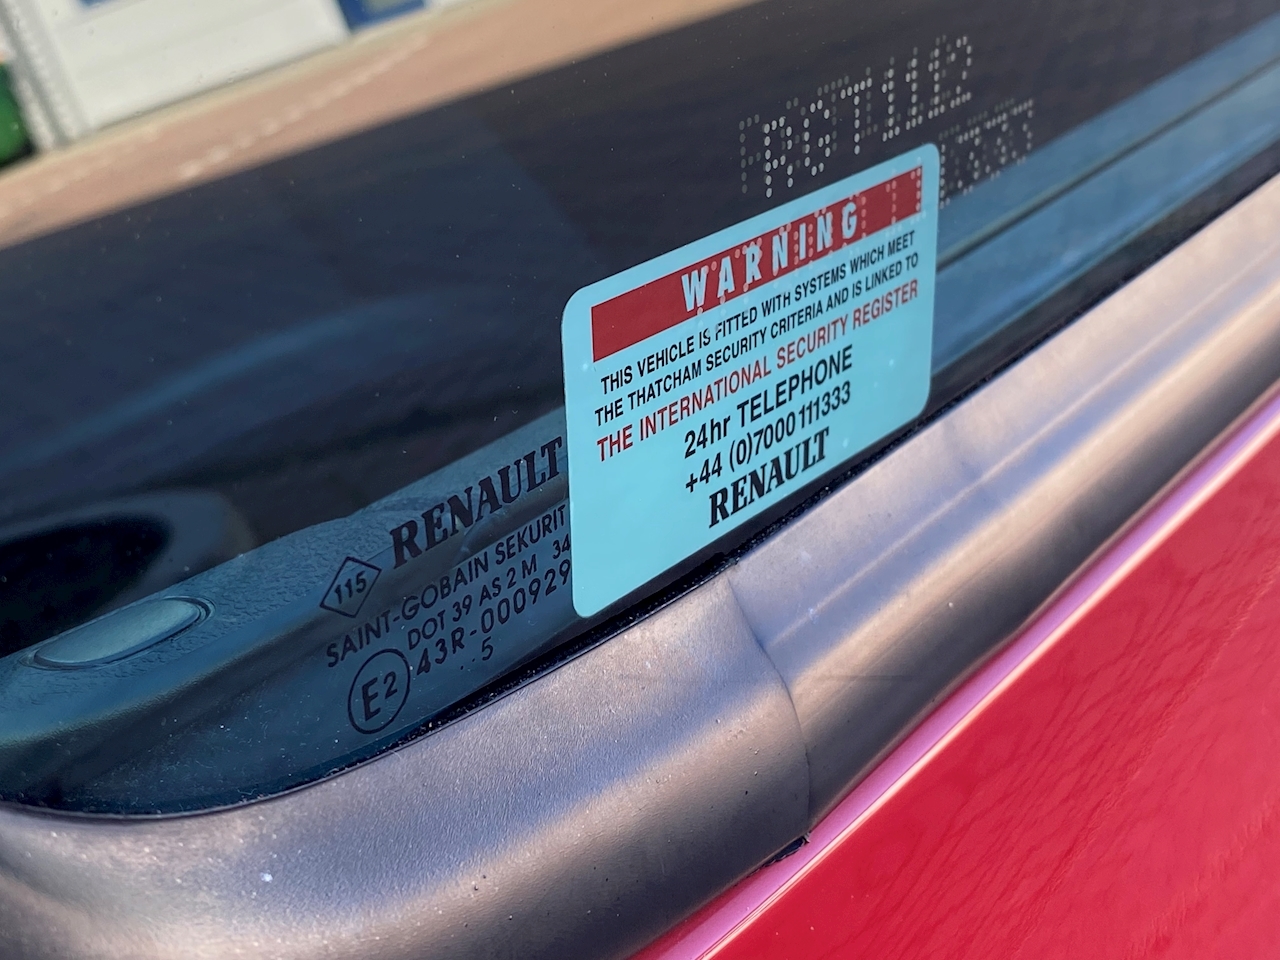 WARNING
THIS VEHICLE IS FITTED WITH SYSTEMS WHICH MEET
THE THATCHAM SECURITY CRITERIA AND IS LINKED TO
THE INTERNATIONAL SECURITY REGISTER
24hr TELEPHONE
+44 (0)7000 111333
RENAULT
RENAULT
115
SAINT-GOBAIN SEKURIT
DOT 39 AS 2 M 34
43R-000929
E2
..5